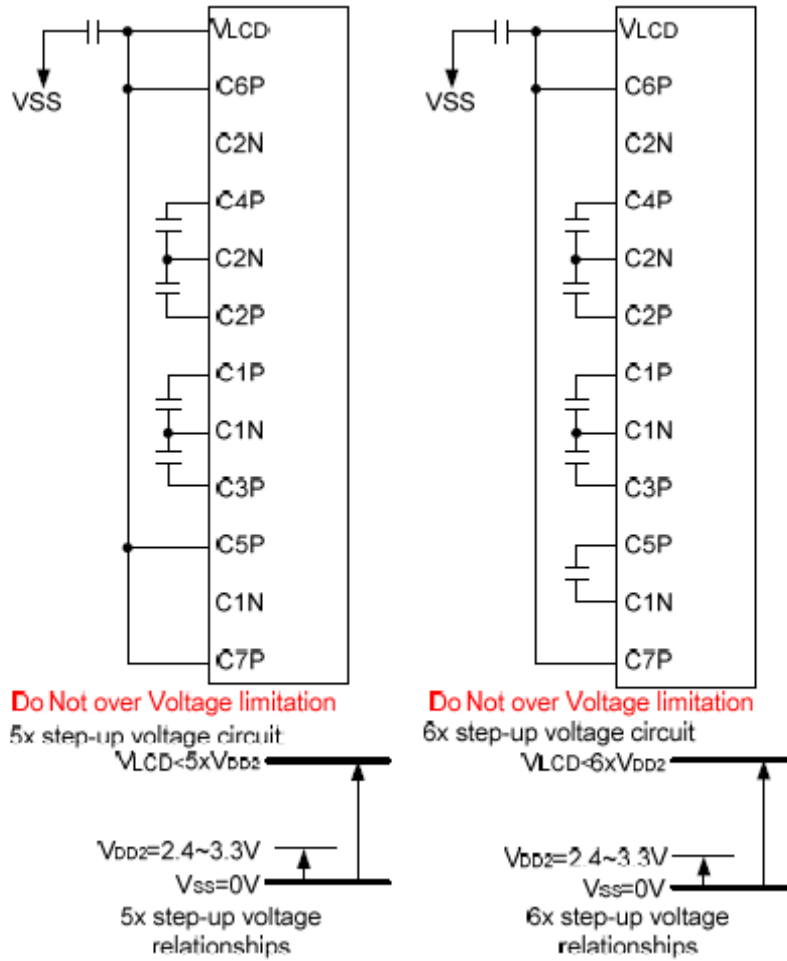 VLCD
C6P
VSS
C2N
C4P
C2N
C2P
C1P
C1N
C3P
C5P
C1N
C7P
Do Not over Voltage limitation
5x step-up voltage circuit
VLCD<5xVDD2
VDD2=2.4~3.3V
VSS=0V
5x step-up voltage
relationships
VLCD
C6P
VSS
C2N
C4P
C2N
C2P
C1P
C1N
C3P
C5P
C1N
C7P
Do Not over Voltage limitation
6x step-up voltage circuit
VLCD<6xVDD2
VDD2=2.4~3.3V
VSS=0V
6x step-up voltage
relationships